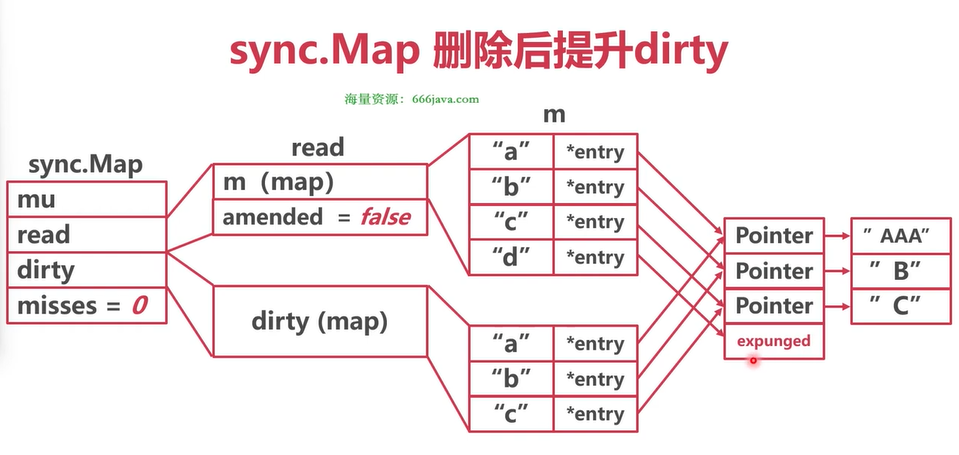 sync.Map 删除后提升dirty
海量资源：666java.com
sync.Map
mu
read
dirty
misses = 0
read
m（map）
amended = false
dirty (map)
m
“a” *entry
“b” *entry
“c” *entry
“d” *entry
“a” *entry
“b” *entry
“c” *entry
Pointer
Pointer
Pointer
expunged
” AAA”
” B”
” C”